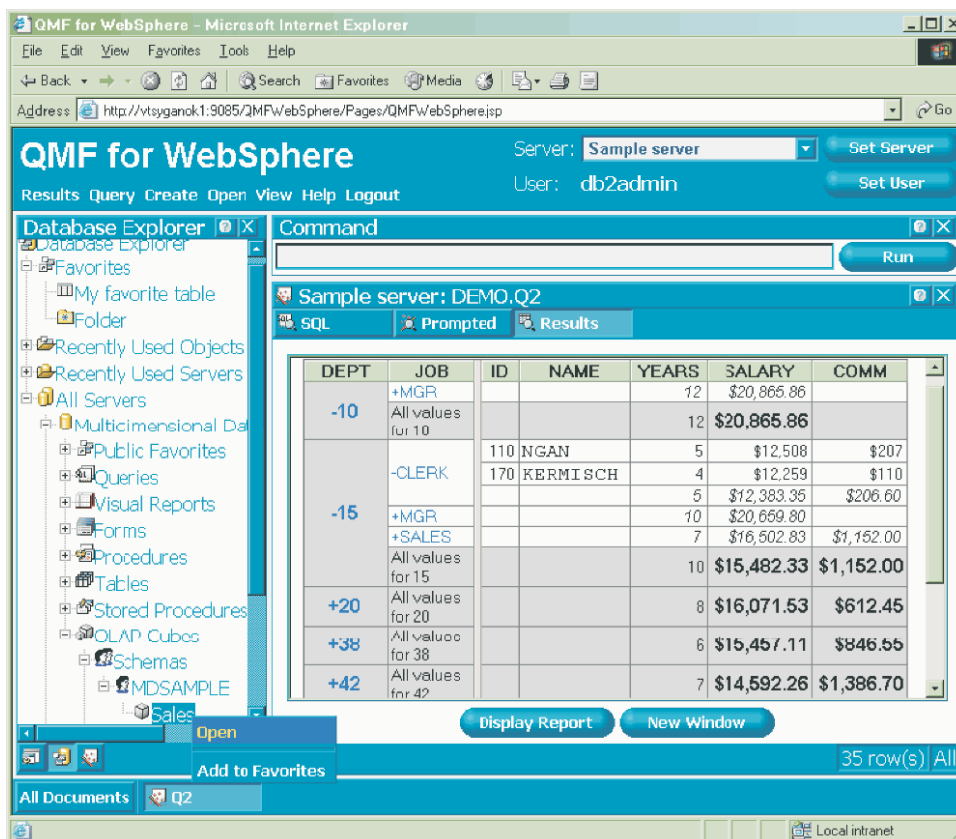 QMF for WebSphere - Microsoft Internet Explorer
File Edit View Favorites Tools Help
Back Search Favorites Media
Address http://vtsyganok1:9085/QMFWebSphere/Pages/QMFWebSphere.jsp Go
QMF for WebSphere
Server: Sample server Set Server
User: db2admin Set User
Results Query Create Open View Help Logout
Database Explorer
Database Explorer
Favorites
My favorite table
Folder
Recently Used Objects
Recently Used Servers
All Servers
Multicimensional Dat
Public Favorites
Queries
Visual Reports
Forms
Procedures
Tables
Stored Procedures
OLAP Cubes
Schemas
MDSAMPLE
Sales
Open
Add to Favorites
Command
Run
Sample server: DEMO.Q2
SQL Prompted Results
DEPT JOB ID NAME YEARS SALARY COMM
-10 +MGR 12 $20,865.86
All values for 10 12 $20,865.86
-15 -CLERK 110 NGAN 5 $12,508 $207
170 KERMISCH 4 $12,259 $110
5 $12,383.35 $206.60
+MGR 10 $20,659.80
+SALES 7 $16,502.83 $1,152.00
All values for 15 10 $15,482.33 $1,152.00
+20 All values for 20 8 $16,071.53 $612.45
+38 All values for 38 6 $15,457.11 $846.55
+42 All values for 42 7 $14,592.26 $1,386.70
Display Report New Window
35 row(s) All
All Documents Q2
Local intranet